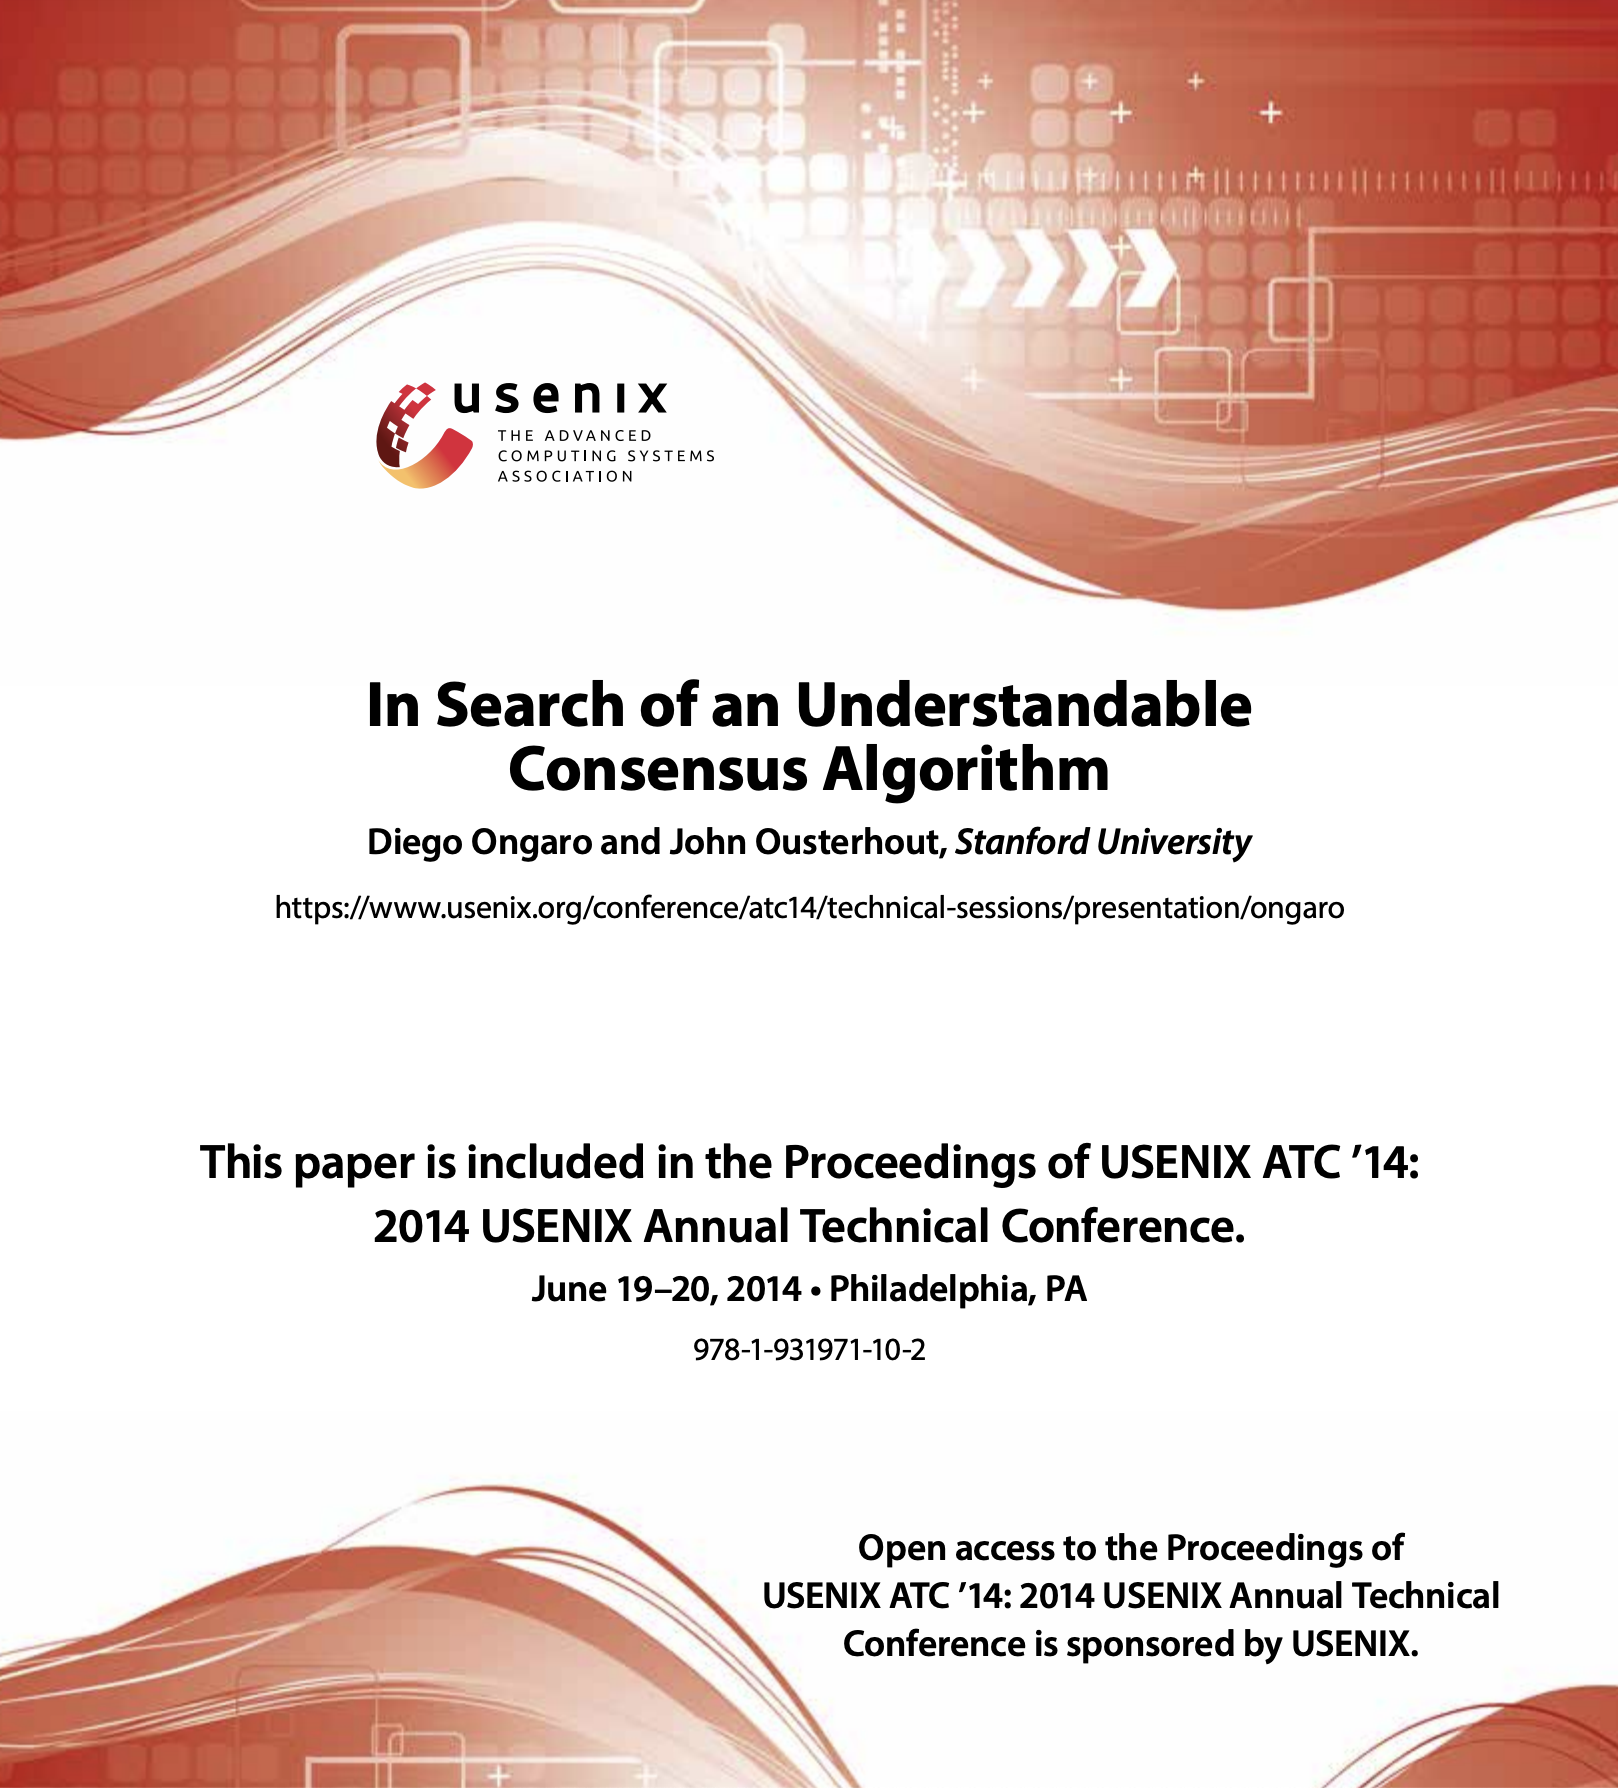 usenix
THE ADVANCED
COMPUTING SYSTEMS
ASSOCIATION
In Search of an Understandable
Consensus Algorithm
Diego Ongaro and John Ousterhout, Stanford University
https://www.usenix.org/conference/atc14/technical-sessions/presentation/ongaro
This paper is included in the Proceedings of USENIX ATC ’14:
2014 USENIX Annual Technical Conference.
June 19–20, 2014 • Philadelphia, PA
978-1-931971-10-2
Open access to the Proceedings of
USENIX ATC ’14: 2014 USENIX Annual Technical
Conference is sponsored by USENIX.